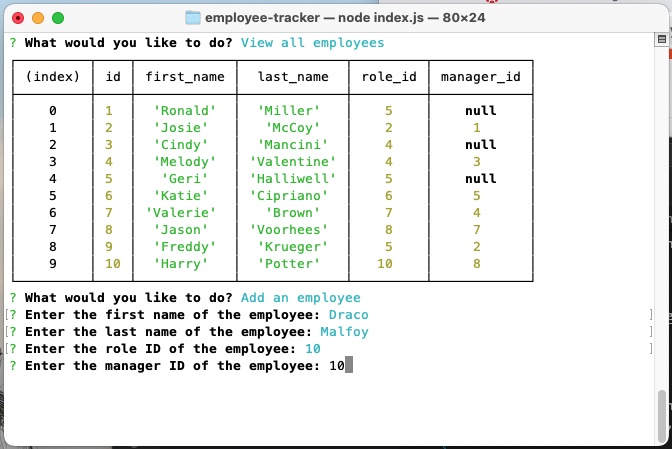 employee-tracker — node index.js — 80×24
? What would you like to do? View all employees
(index) id first_name last_name role_id manager_id
0 1 'Ronald' 'Miller' 5 null
1 2 'Josie' 'McCoy' 2 1
2 3 'Cindy' 'Mancini' 4 null
3 4 'Melody' 'Valentine' 4 3
4 5 'Geri' 'Halliwell' 5 null
5 6 'Katie' 'Cipriano' 6 5
6 7 'Valerie' 'Brown' 7 4
7 8 'Jason' 'Voorhees' 8 7
8 9 'Freddy' 'Krueger' 5 2
9 10 'Harry' 'Potter' 10 8
? What would you like to do? Add an employee
[? Enter the first name of the employee: Draco ]
[? Enter the last name of the employee: Malfoy ]
[? Enter the role ID of the employee: 10 ]
? Enter the manager ID of the employee: 10